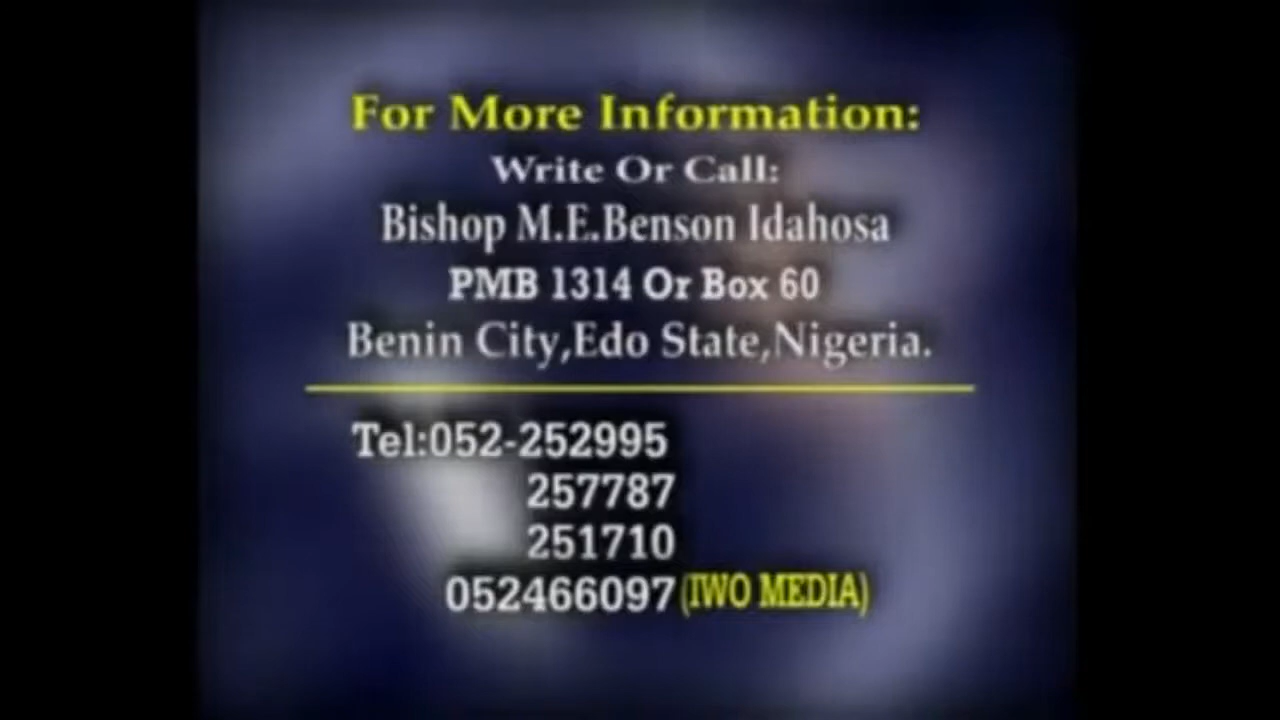 For More Information:
Write Or Call:
Bishop M.E.Benson Idahosa
PMB 1314 Or Box 60
Benin City,Edo State,Nigeria.
Tel:052-252995
257787
251710
052466097(IWO MEDIA)